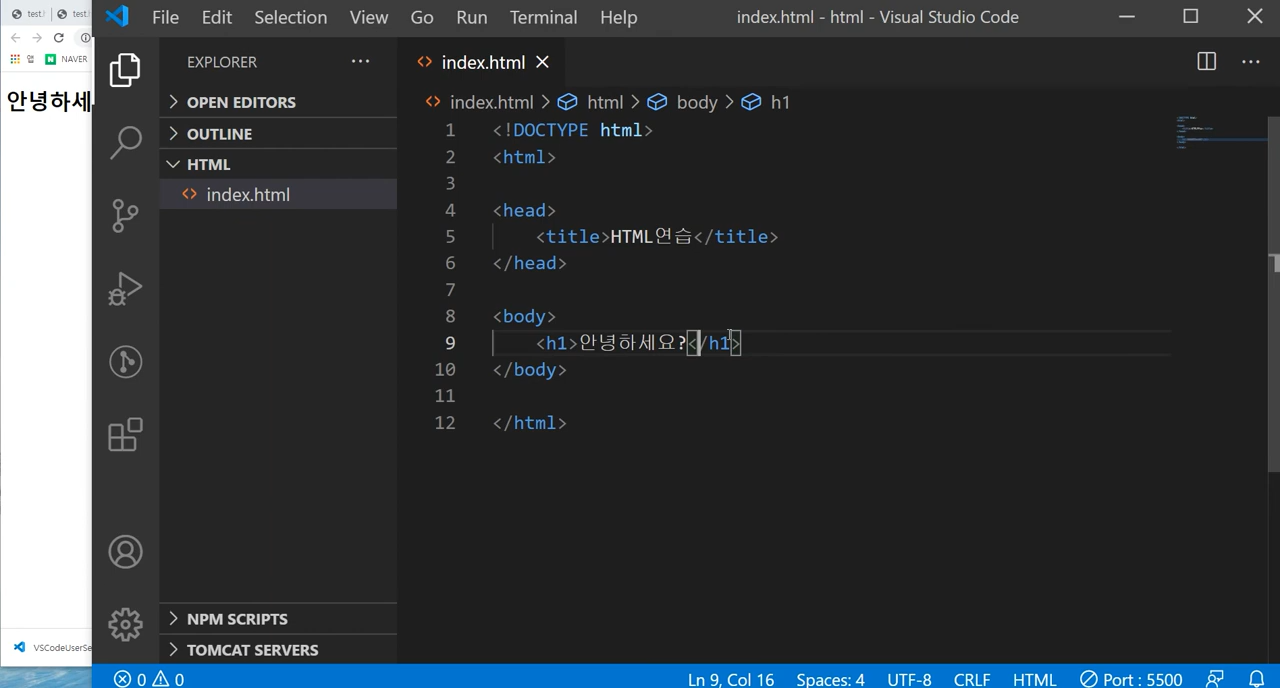 test.l
test.l
NAVER
안녕하세
VSCodeUserSe
File Edit Selection View Go Run Terminal Help
index.html - html - Visual Studio Code
EXPLORER
OPEN EDITORS
OUTLINE
HTML
index.html
NPM SCRIPTS
TOMCAT SERVERS
index.html
index.html > html > body > h1
1 <!DOCTYPE html>
2 <html>
3
4 <head>
5 <title>HTML연습</title>
6 </head>
7
8 <body>
9 <h1>안녕하세요?</h1>
10 </body>
11
12 </html>
0 0
Ln 9, Col 16 Spaces: 4 UTF-8 CRLF HTML Port : 5500